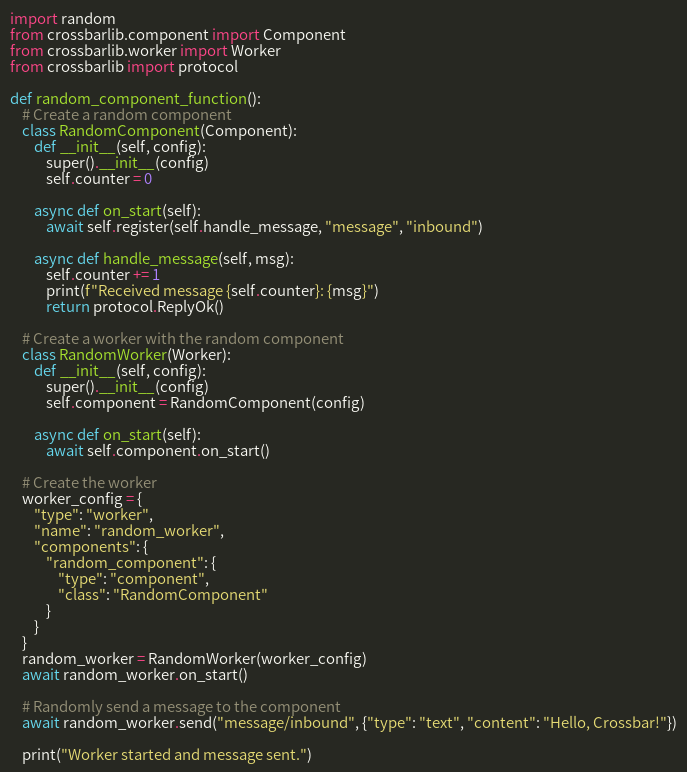 import random
from crossbarlib.component import Component
from crossbarlib.worker import Worker
from crossbarlib import protocol

def random_component_function():
    # Create a random component
    class RandomComponent(Component):
        def __init__(self, config):
            super().__init__(config)
            self.counter = 0

        async def on_start(self):
            await self.register(self.handle_message, "message", "inbound")

        async def handle_message(self, msg):
            self.counter += 1
            print(f"Received message {self.counter}: {msg}")
            return protocol.ReplyOk()

    # Create a worker with the random component
    class RandomWorker(Worker):
        def __init__(self, config):
            super().__init__(config)
            self.component = RandomComponent(config)

        async def on_start(self):
            await self.component.on_start()

    # Create the worker
    worker_config = {
        "type": "worker",
        "name": "random_worker",
        "components": {
            "random_component": {
                "type": "component",
                "class": "RandomComponent"
            }
        }
    }
    random_worker = RandomWorker(worker_config)
    await random_worker.on_start()

    # Randomly send a message to the component
    await random_worker.send("message/inbound", {"type": "text", "content": "Hello, Crossbar!"})

    print("Worker started and message sent.")